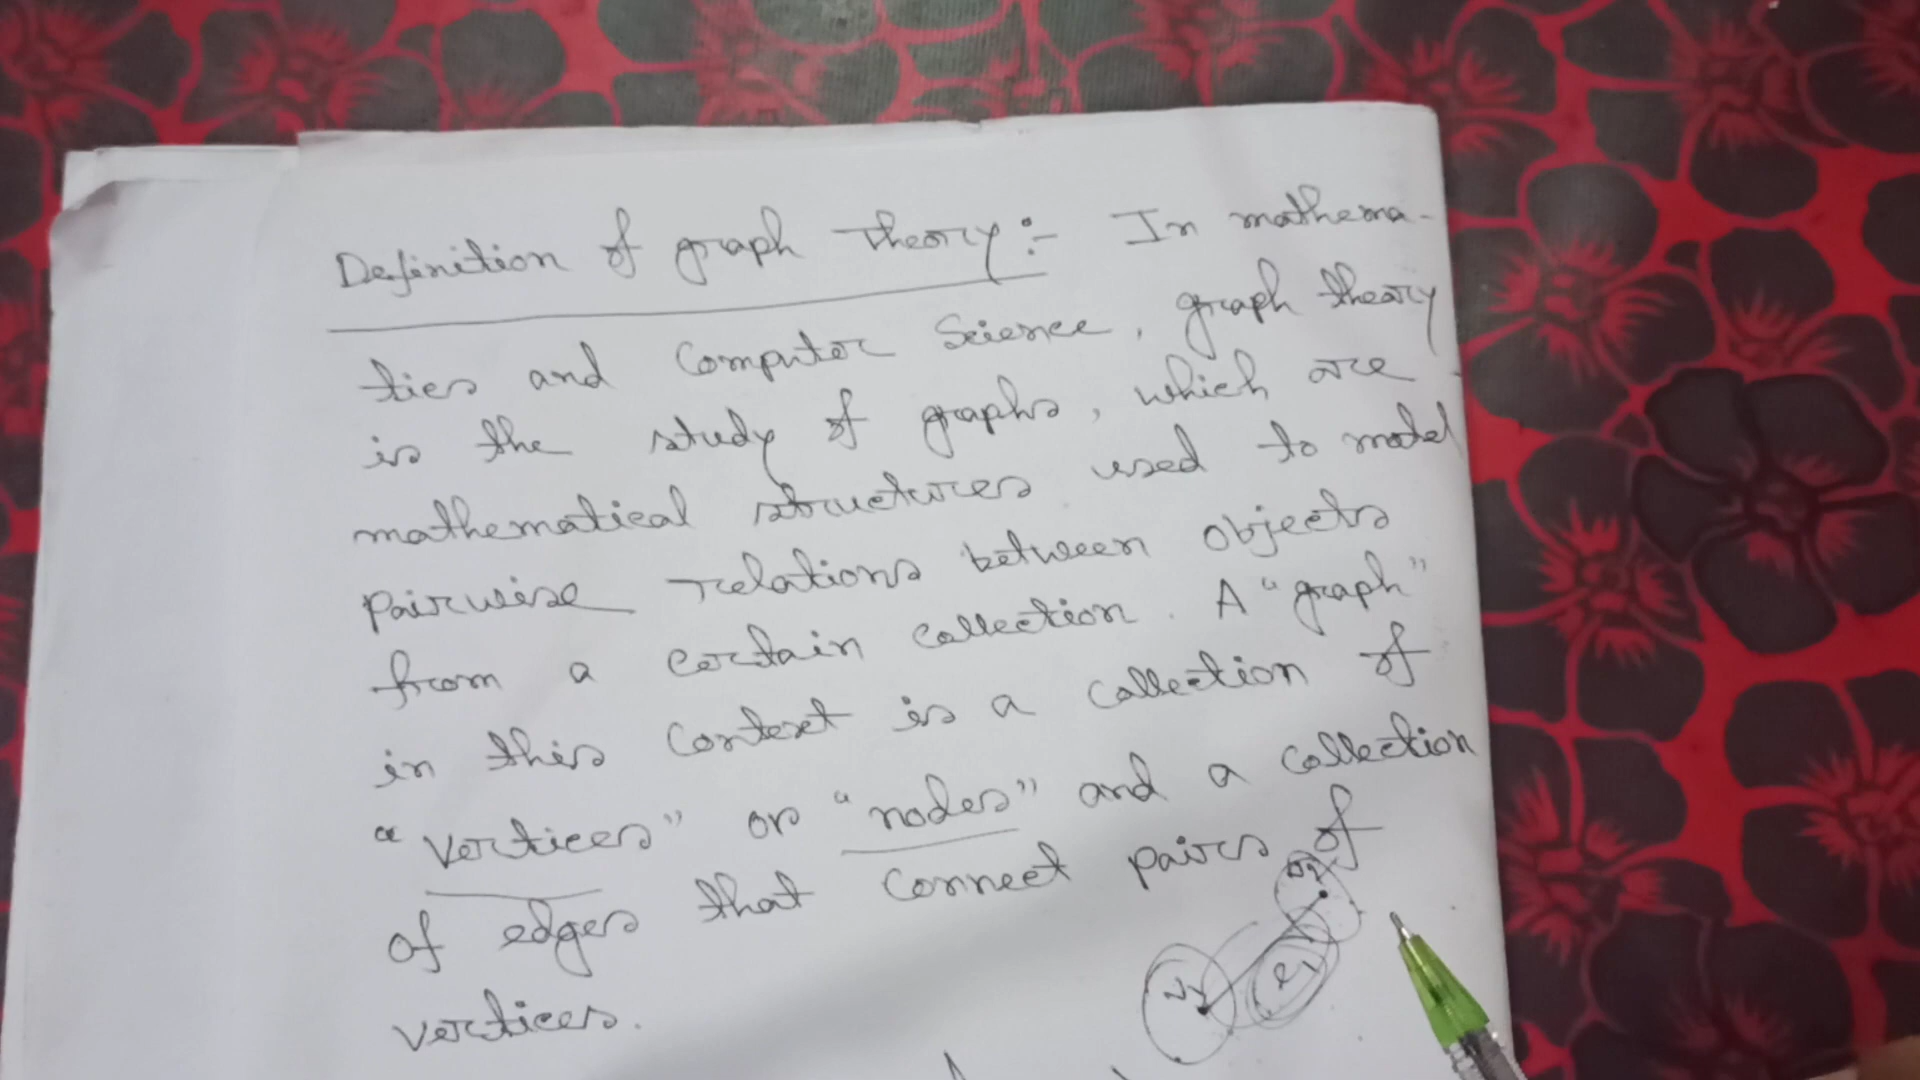 Definition of graph theory :- In mathema-
tics and Computer Science, graph theory
is the study of graphs, which are
mathematical structures used to model
pairwise relations between objects
from a certain collection. A "graph"
in this context is a collection of
"vertices" or "nodes" and a collection
of edges that connect pairs of
vertices.